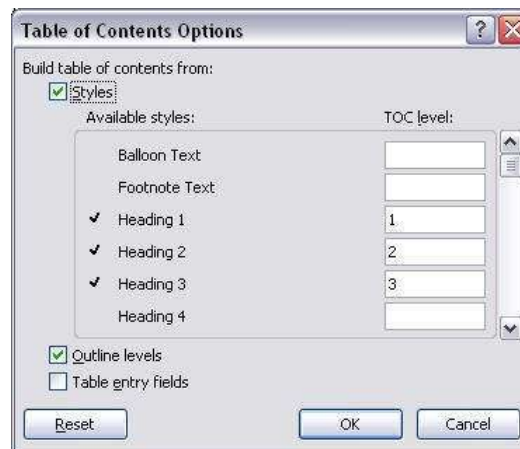 Table of Contents Options
Build table of contents from:
Styles
Available styles: TOC level:
Balloon Text
Footnote Text
Heading 1 1
Heading 2 2
Heading 3 3
Heading 4
Outline levels
Table entry fields
Reset OK Cancel